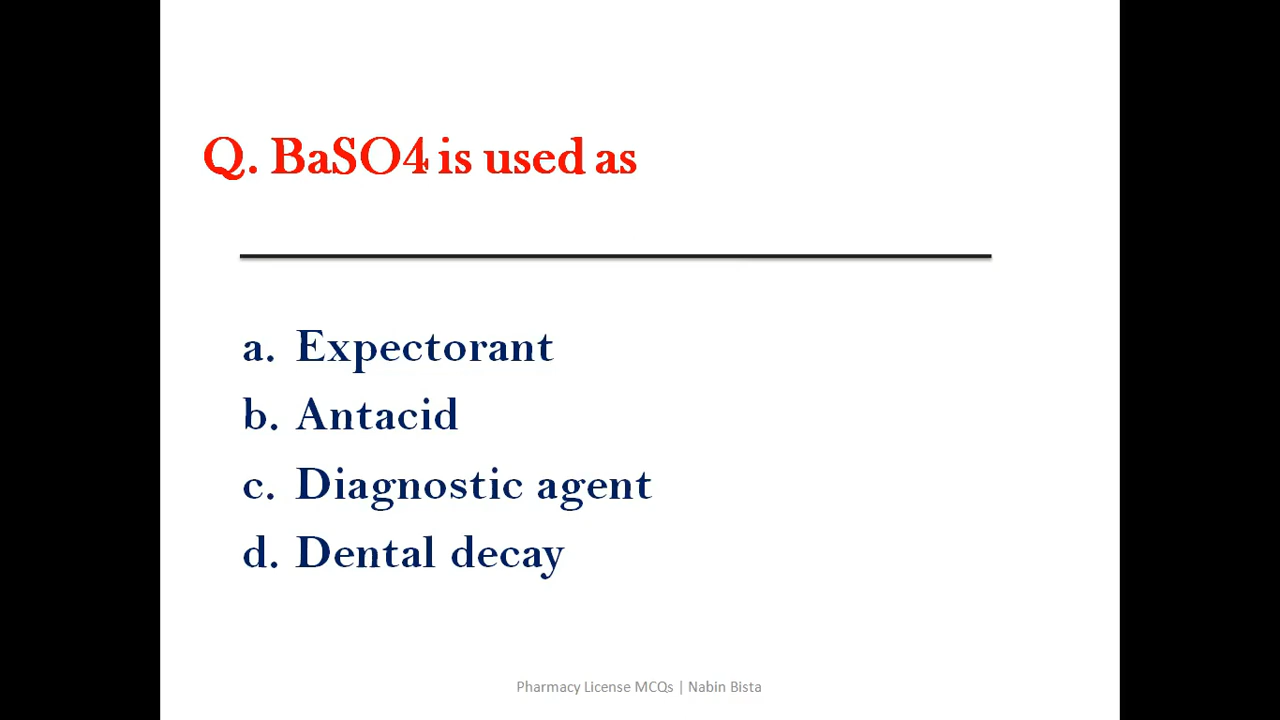 Q. BaSO4 is used as
a. Expectorant
b. Antacid
c. Diagnostic agent
d. Dental decay
Pharmacy License MCQs | Nabin Bista